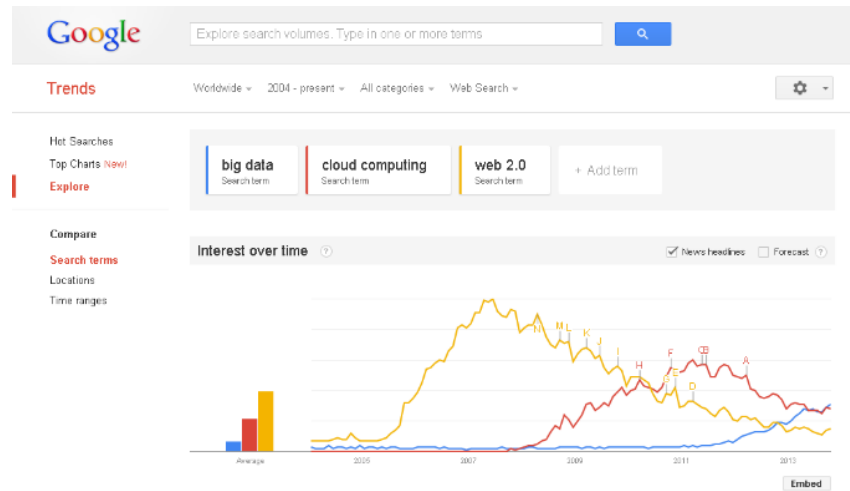 Google
Explore search volumes. Type in one or more terms
Trends
Worldwide 2004 - present All categories Web Search
Hot Searches
Top Charts New!
Explore
Compare
Search terms
Locations
Time ranges
big data cloud computing web 2.0 + Add term
Search term Search term Search term
Interest over time ? News headlines Forecast ?
N M L K J I H G F E D B A
Average 2005 2007 2009 2011 2013
Embed